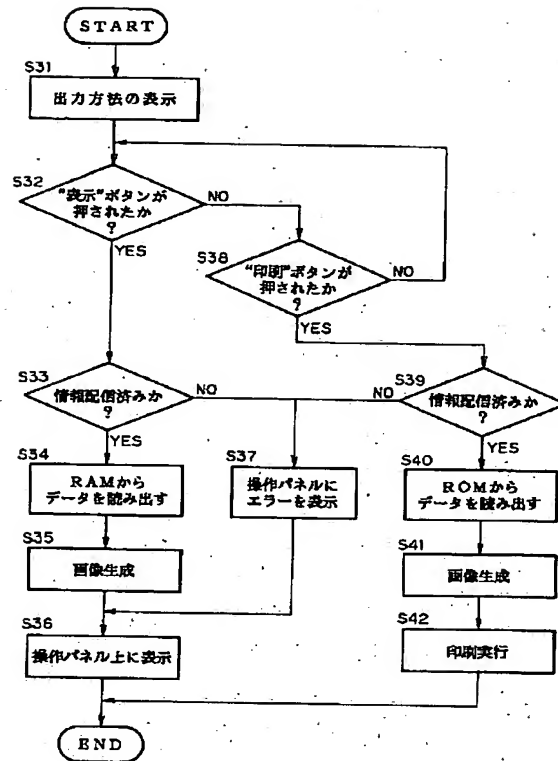 START
S31
出力方法の表示
S32
“表示”ボタンが
押されたか
?
NO
YES
S38
“印刷”ボタンが
押されたか
?
NO
YES
S33
情報配信済みか
?
NO
YES
S39
情報配信済みか
?
NO
YES
S34
RAMから
データを読み出す
S37
操作パネルに
エラーを表示
S40
ROMから
データを読み出す
S35
画像生成
S41
画像生成
S36
操作パネル上に表示
S42
印刷実行
END